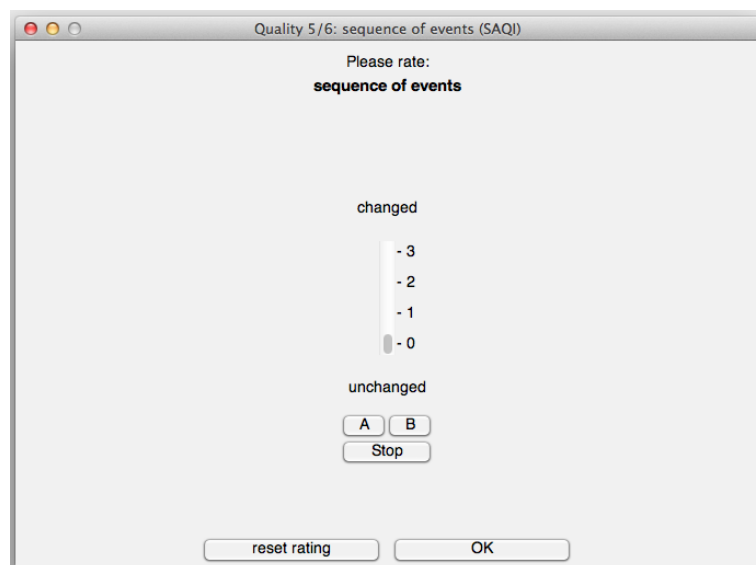 Quality 5/6: sequence of events (SAQI)
Please rate:
sequence of events
changed
- 3
- 2
- 1
- 0
unchanged
A B
Stop
reset rating OK